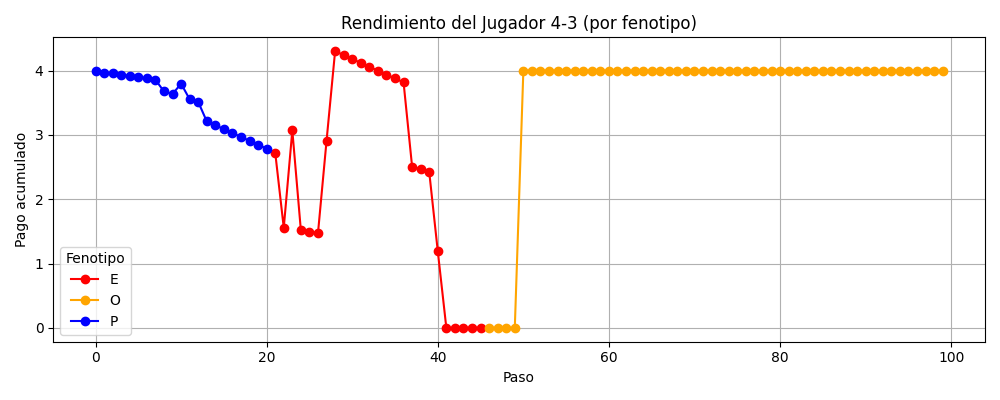 Rendimiento del Jugador 4-3 (por fenotipo)
Pago acumulado
4
3
2
1
0
Fenotipo
E
O
P
0 20 40 60 80 100
Paso